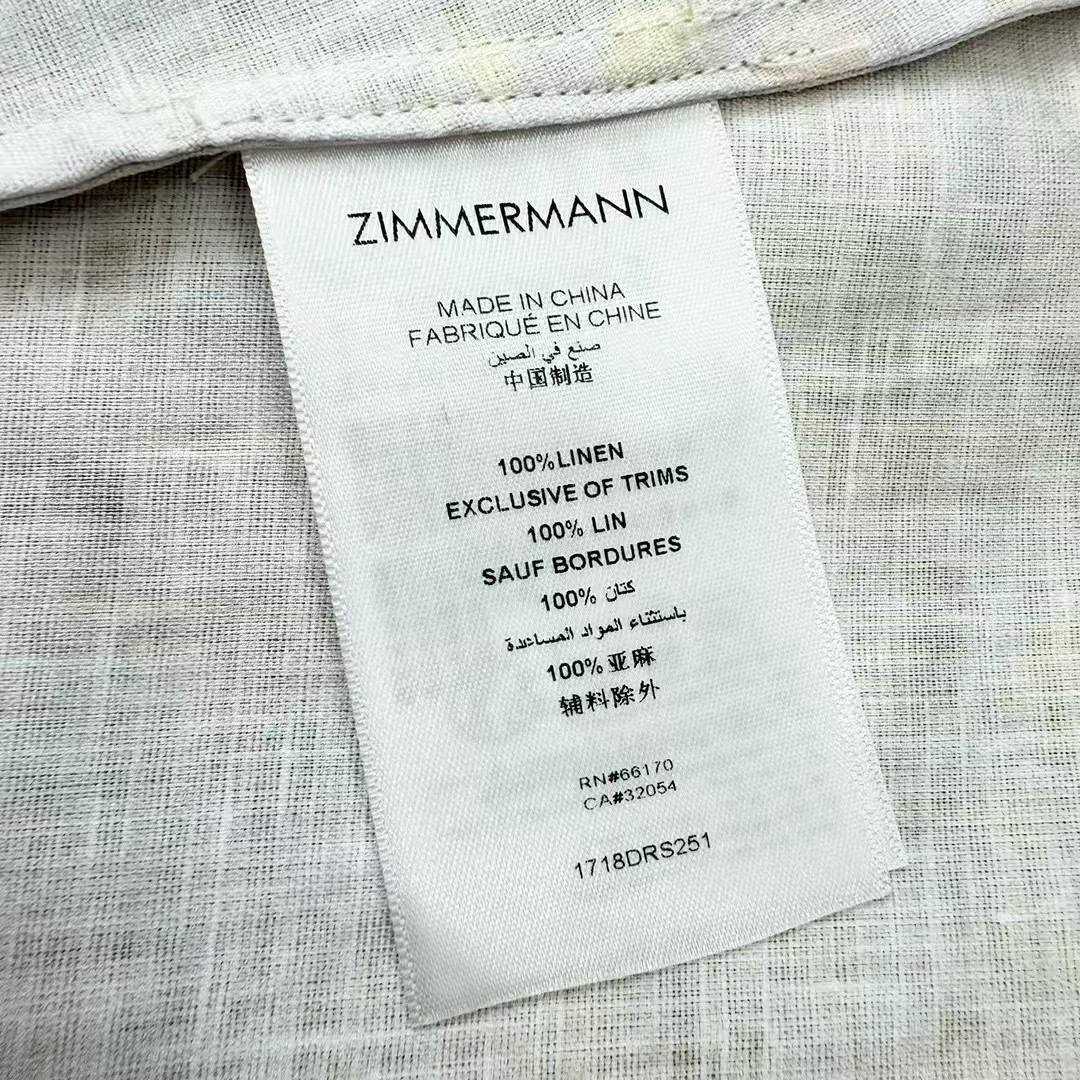 ZIMMERMANN
MADE IN CHINA
FABRIQUÉ EN CHINE
صنع في الصين
中国制造
100%LINEN
EXCLUSIVE OF TRIMS
100% LIN
SAUF BORDURES
100% كتان
باستثناء المواد المساعدة
100%亚麻
辅料除外
RN#66170
CA#32054
1718DRS251